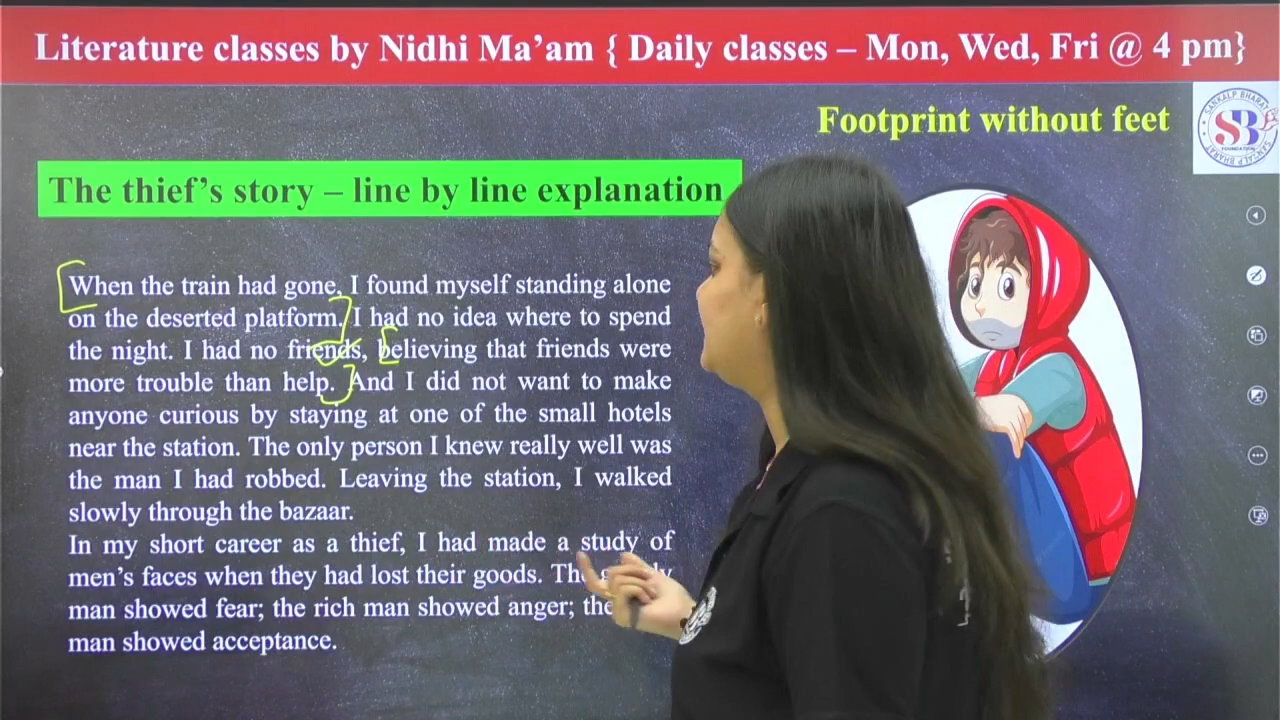 Literature classes by Nidhi Ma’am { Daily classes – Mon, Wed, Fri @ 4 pm}
Footprint without feet
SANKALP BHARAT
SB
FOUNDATION
The thief’s story – line by line explanation
When the train had gone, I found myself standing alone
on the deserted platform. I had no idea where to spend
the night. I had no friends, believing that friends were
more trouble than help. And I did not want to make
anyone curious by staying at one of the small hotels
near the station. The only person I knew really well was
the man I had robbed. Leaving the station, I walked
slowly through the bazaar.
In my short career as a thief, I had made a study of
men’s faces when they had lost their goods.
man showed fear; the rich man showed anger; the
man showed acceptance.